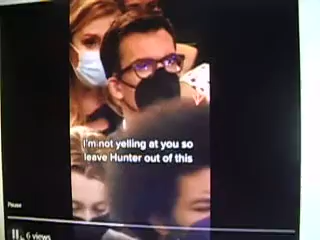 I'm not yelling at you so
leave Hunter out of this
Pause
6 views